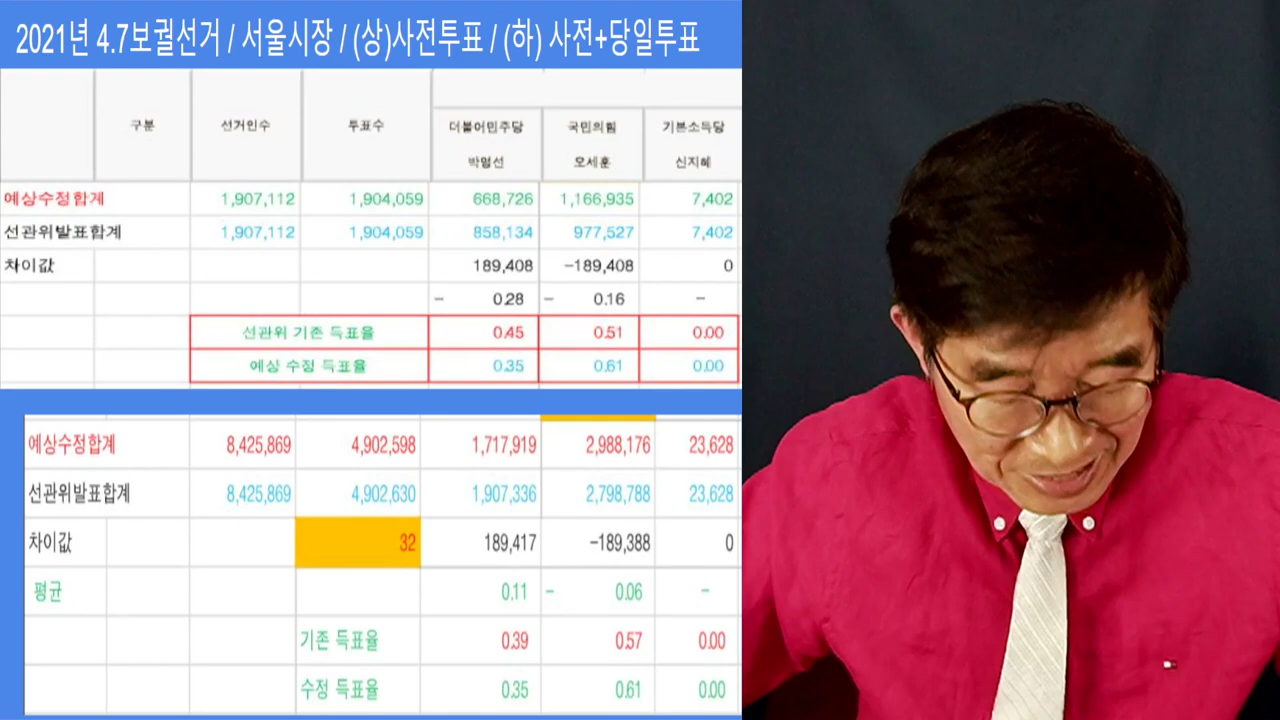 2021년 4.7보궐선거 / 서울시장 / (상)사전투표 / (하) 사전+당일투표
구분 선거인수 투표수 더불어민주당 국민의힘 기본소득당
박영선 오세훈 신지혜
예상수정합계 1,907,112 1,904,059 668,726 1,166,935 7,402
선관위발표합계 1,907,112 1,904,059 858,134 977,527 7,402
차이값 189,408 −189,408 0
− 0.28 − 0.16 −
선관위 기존 득표율 0.45 0.51 0.00
예상 수정 득표율 0.35 0.61 0.00
예상수정합계 8,425,869 4,902,598 1,717,919 2,988,176 23,628
선관위발표합계 8,425,869 4,902,630 1,907,336 2,798,788 23,628
차이값 32 189,417 −189,388 0
평균 0.11 − 0.06 −
기존 득표율 0.39 0.57 0.00
수정 득표율 0.35 0.61 0.00